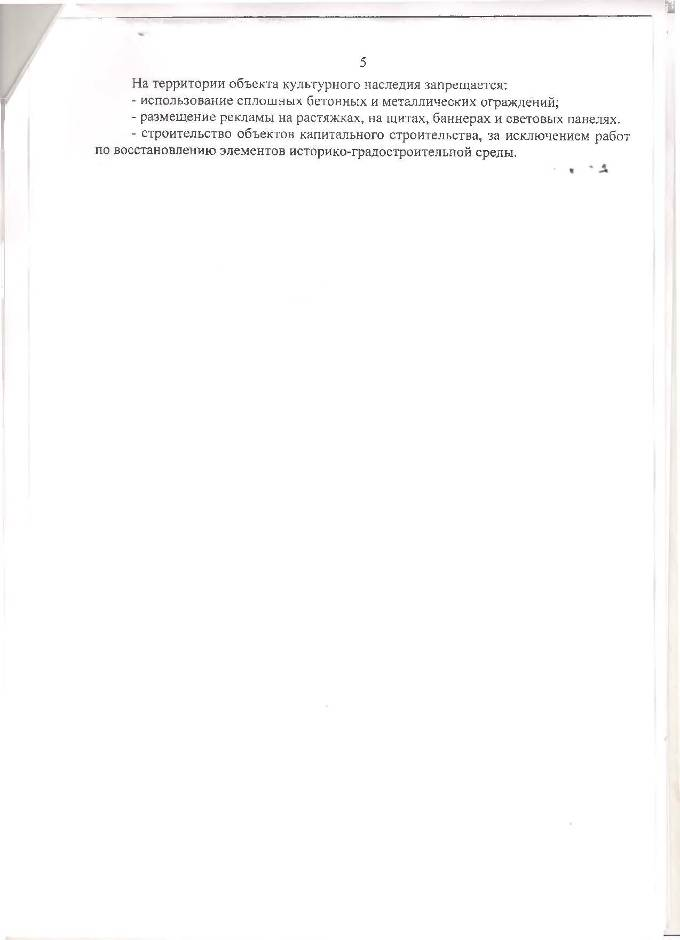 5
На территории объекта культурного наследия запрещается:
- использование сплошных бетонных и металлических ограждений;
- размещение рекламы на растяжках, на щитах, баннерах и световых панелях.
- строительство объектов капитального строительства, за исключением работ
по восстановлению элементов историко-градостроительной среды.